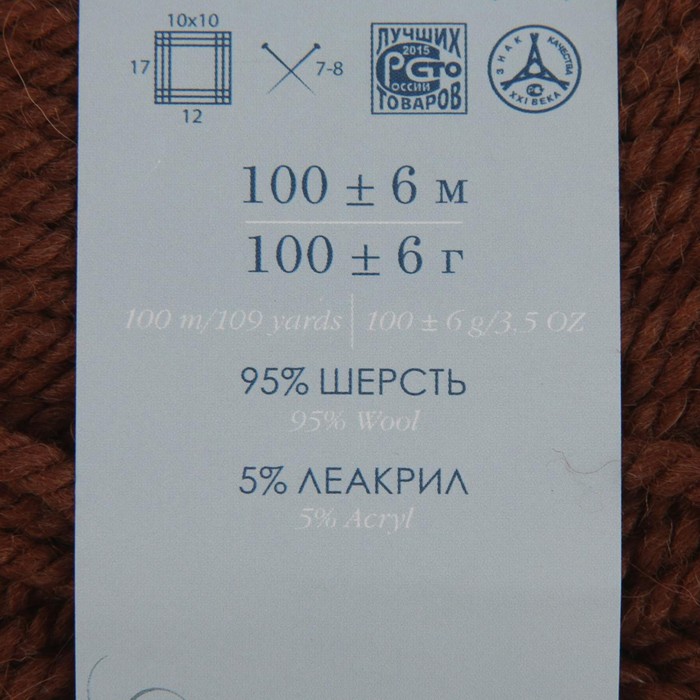 10x10
17
12
7-8
ЛУЧШИХ
2015
РСТО
РОССИИ
ТОВАРОВ
ЗНАК КАЧЕСТВА
XXI ВЕКА
100 ± 6 м
100 ± 6 г
100 m/109 yards | 100 ± 6 g/3,5 OZ
95% ШЕРСТЬ
95% Wool
5% ЛЕАКРИЛ
5% Acryl